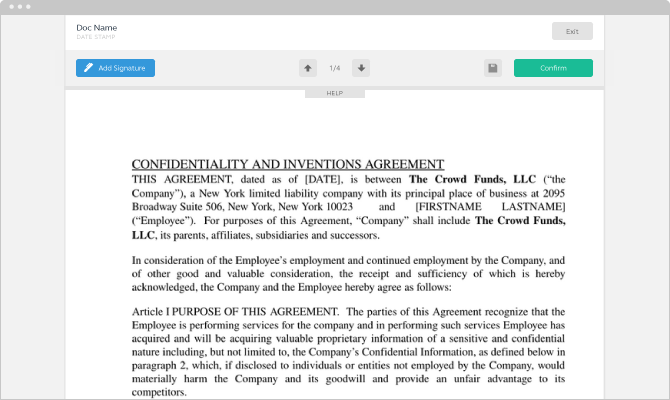 Doc Name
DATE STAMP
Exit
Add Signature
1/4
Confirm
HELP
CONFIDENTIALITY AND INVENTIONS AGREEMENT
THIS AGREEMENT, dated as of [DATE], is between The Crowd Funds, LLC (“the
Company”), a New York limited liability company with its principal place of business at 2095
Broadway Suite 506, New York, New York 10023 and [FIRSTNAME LASTNAME]
(“Employee”). For purposes of this Agreement, “Company” shall include The Crowd Funds,
LLC, its parents, affiliates, subsidiaries and successors.
In consideration of the Employee’s employment and continued employment by the Company, and
of other good and valuable consideration, the receipt and sufficiency of which is hereby
acknowledged, the Company and the Employee hereby agree as follows:
Article I PURPOSE OF THIS AGREEMENT. The parties of this Agreement recognize that the
Employee is performing services for the company and in performing such services Employee has
acquired and will be acquiring valuable proprietary information of a sensitive and confidential
nature including, but not limited to, the Company’s Confidential Information, as defined below in
paragraph 2, which, if disclosed to individuals or entities not employed by the Company, would
materially harm the Company and its goodwill and provide an unfair advantage to its
competitors.